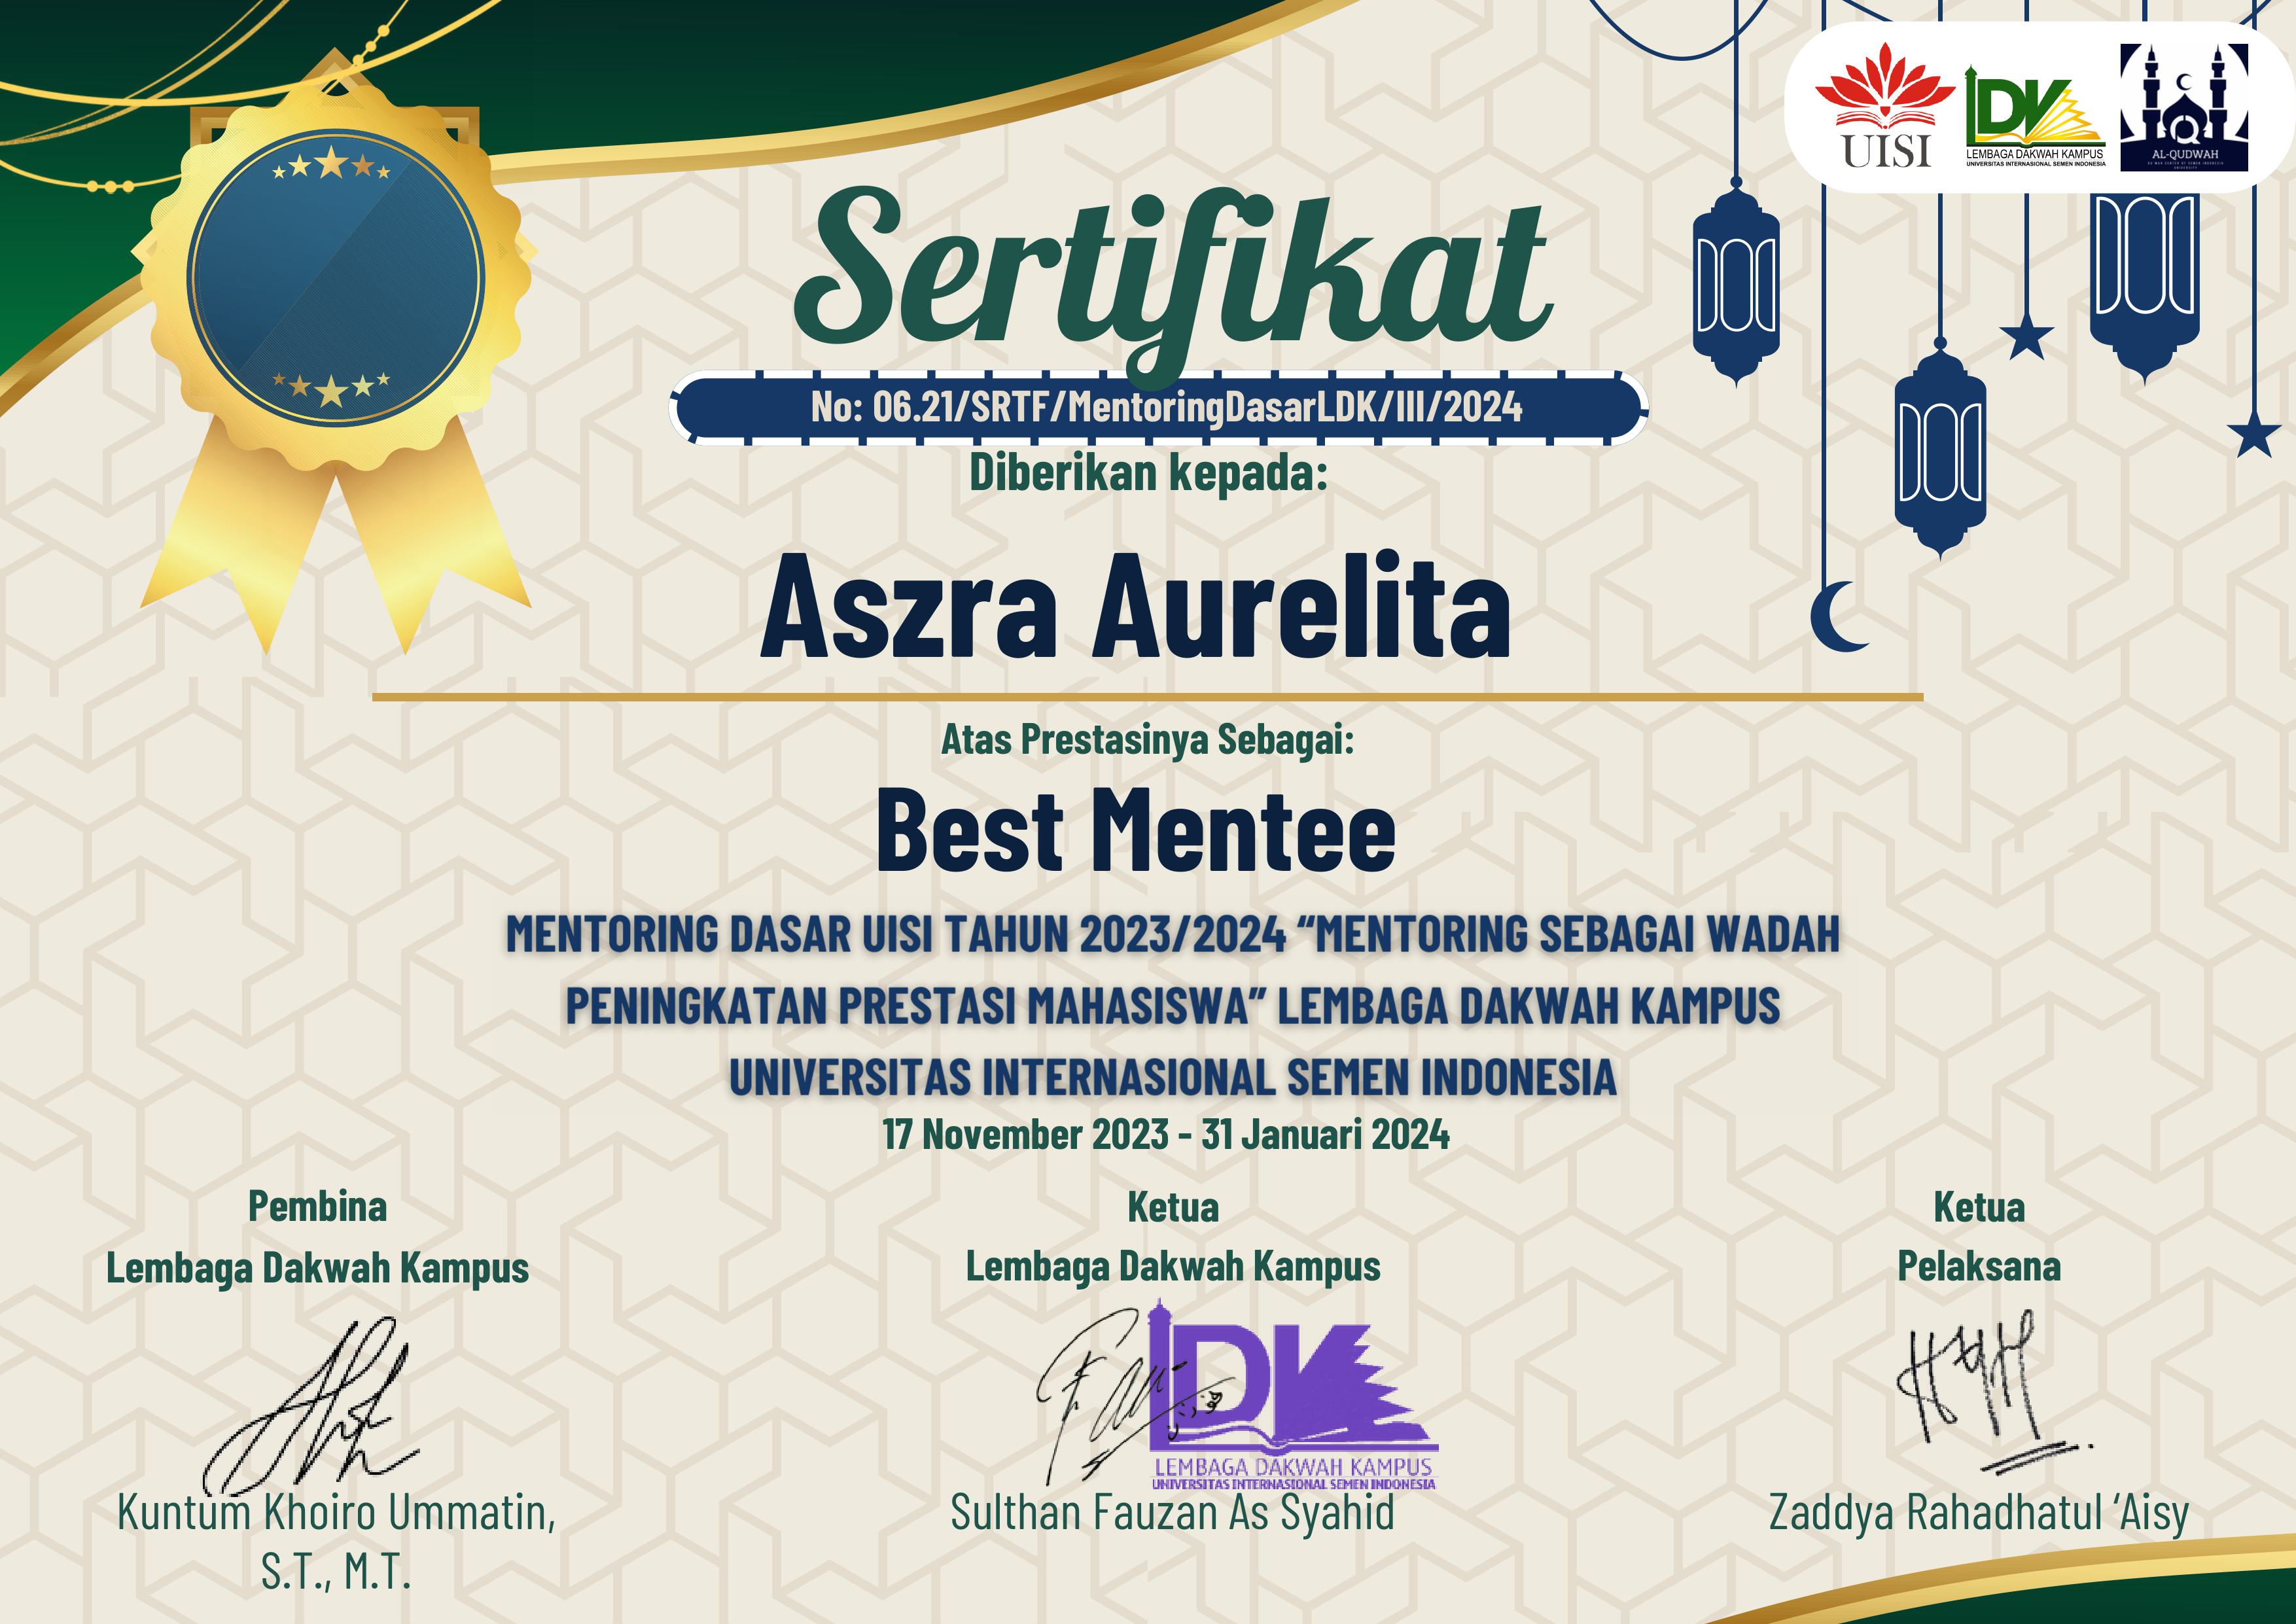 UISI
LDK
LEMBAGA DAKWAH KAMPUS
UNIVERSITAS INTERNASIONAL SEMEN INDONESIA
AL-QUDWAH
Sertifikat
No: 06.21/SRTF/MentoringDasarLDK/III/2024
Diberikan kepada:
Aszra Aurelita
Atas Prestasinya Sebagai:
Best Mentee
MENTORING DASAR UISI TAHUN 2023/2024 “MENTORING SEBAGAI WADAH
PENINGKATAN PRESTASI MAHASISWA” LEMBAGA DAKWAH KAMPUS
UNIVERSITAS INTERNASIONAL SEMEN INDONESIA
17 November 2023 - 31 Januari 2024
Pembina
Lembaga Dakwah Kampus
Kuntum Khoiro Ummatin,
S.T., M.T.
Ketua
Lembaga Dakwah Kampus
LDK
LEMBAGA DAKWAH KAMPUS
UNIVERSITAS INTERNASIONAL SEMEN INDONESIA
Sulthan Fauzan As Syahid
Ketua
Pelaksana
Zaddya Rahadhatul ‘Aisy